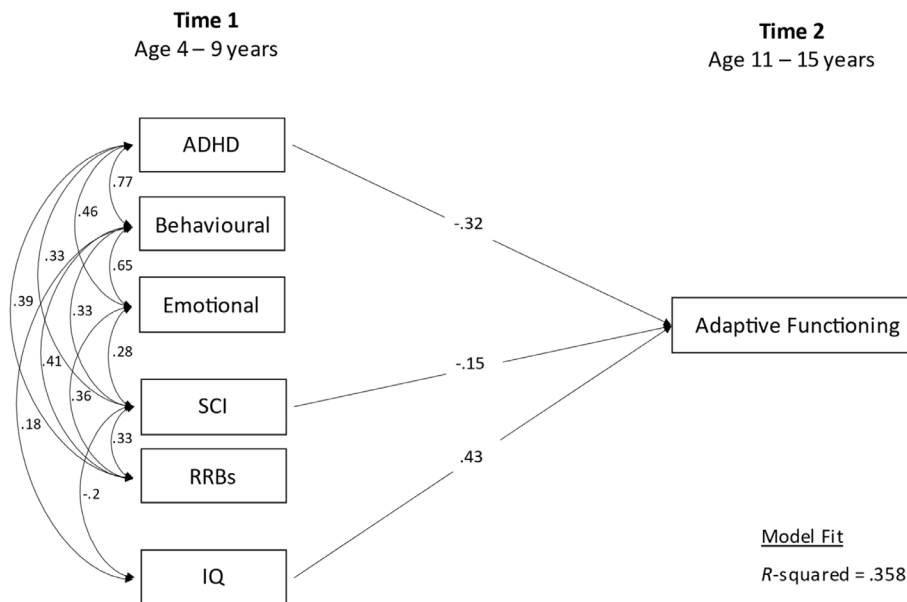 Time 1
Age 4 – 9 years
Time 2
Age 11 – 15 years
ADHD
.77
.46
Behavioural
-.32
.33
.65
.39
Emotional
.33
Adaptive Functioning
.28
.41
-.15
.36
SCI
.18
.33
.43
RRBs
-.2
IQ
Model Fit
R-squared = .358